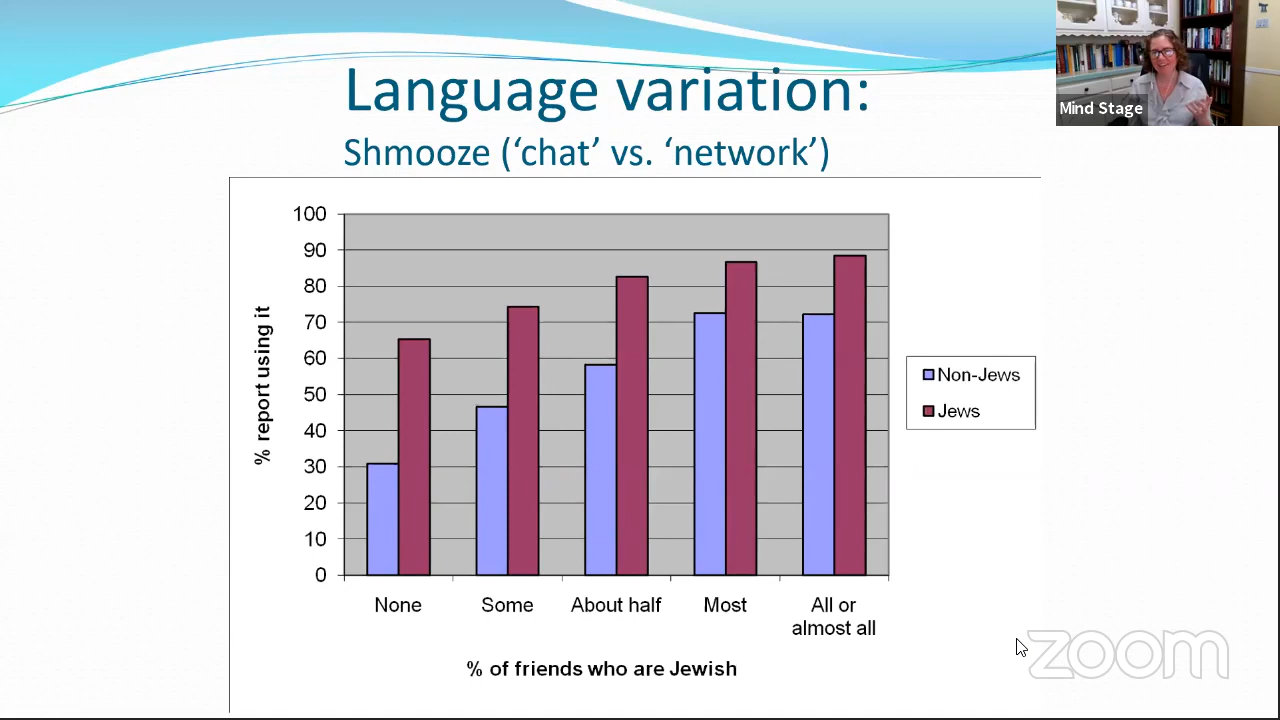 Language variation:
Shmooze (‘chat’ vs. ‘network’)
Mind Stage
100
90
80
70
60
50
40
30
20
10
0
% report using it
None
Some
About half
Most
All or
almost all
% of friends who are Jewish
Non-Jews
Jews
zoom